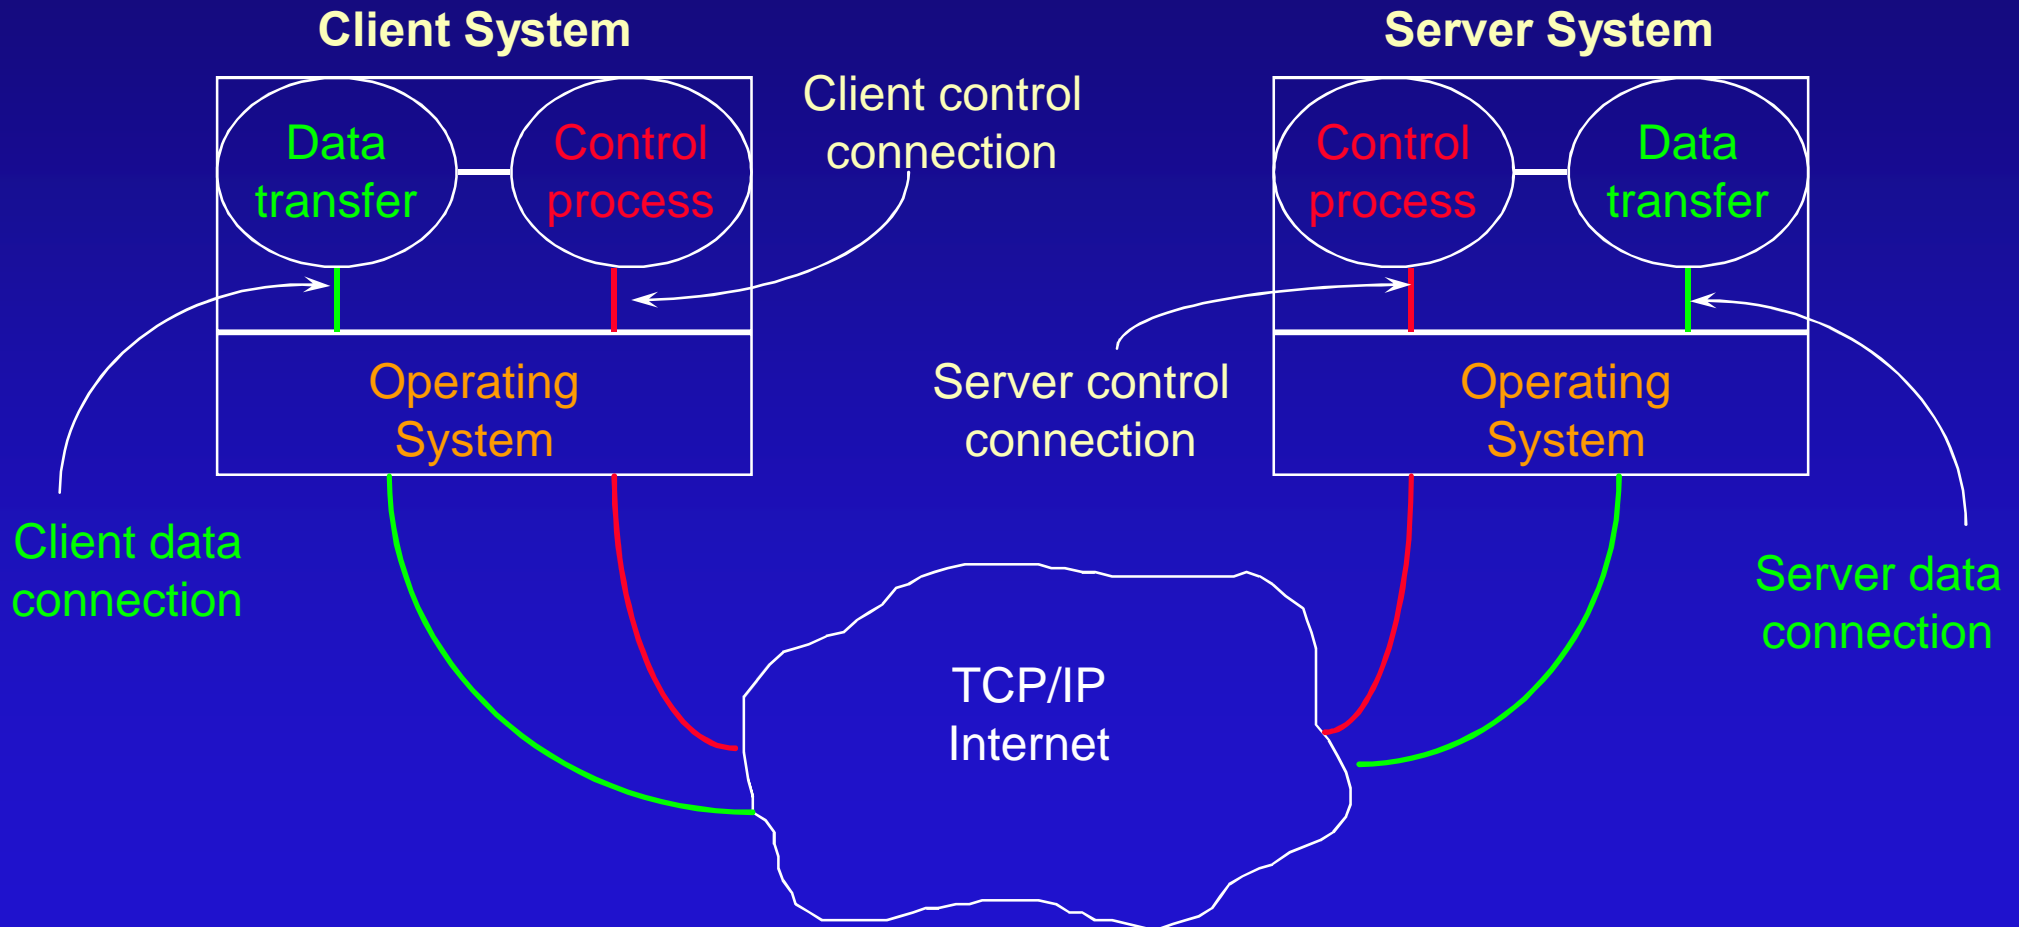 Client System
Server System
Data
transfer
Control
process
Client control
connection
Control
process
Data
transfer
Operating
System
Server control
connection
Operating
System
Client data
connection
Server data
connection
TCP/IP
Internet